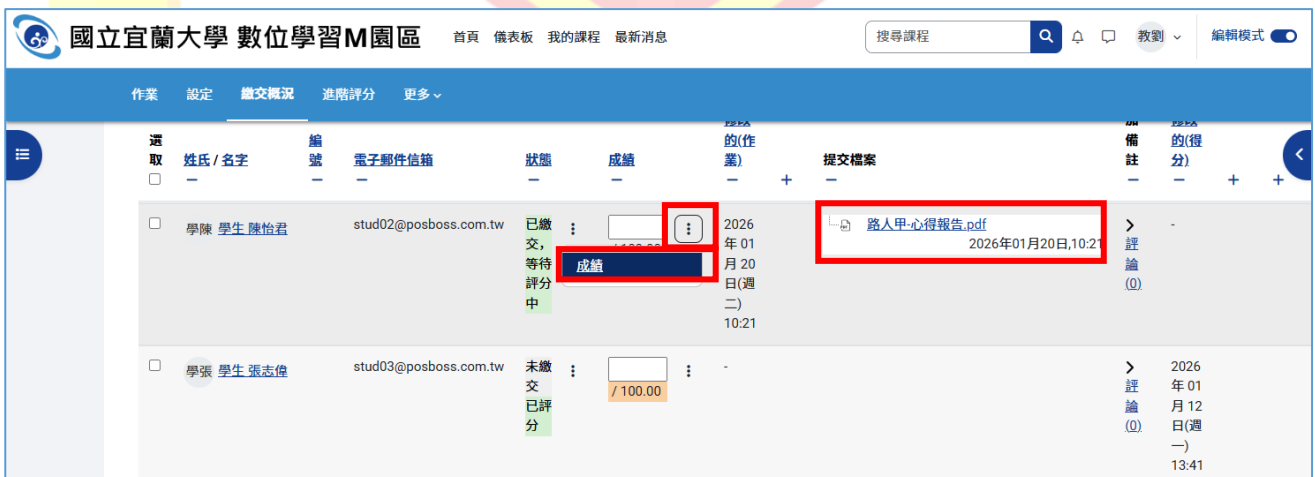 國立宜蘭大學 數位學習M園區
首頁 儀表板 我的課程 最新消息
搜尋課程
教劉
編輯模式
作業 設定 繳交概況 進階評分 更多
選取
姓氏 / 名字
編號
電子郵件信箱
狀態
成績
的(作業)
提交檔案
備註
的(得分)
學陳 學生 陳怡君
stud02@posboss.com.tw
已繳
交，
等待
評分
中
成績
2026
年 01
月 20
日(週
二)
10:21
路人甲-心得報告.pdf
2026年01月20日,10:21
評
論
(0)
-
學張 學生 張志偉
stud03@posboss.com.tw
未繳
交
已評
分
/ 100.00
-
評
論
(0)
2026
年 01
月 12
日(週
一)
13:41